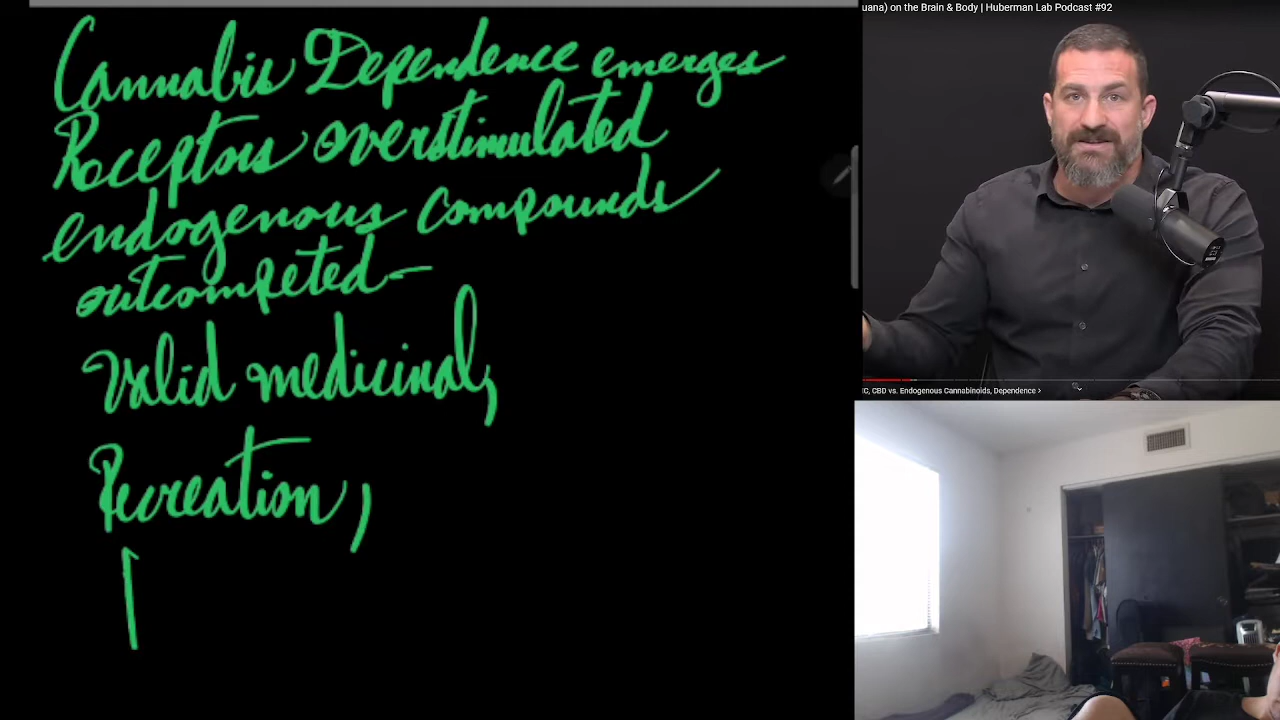 Cannabis Dependence emerges
Receptors overstimulated
endogenous compounds
outcompeted-
Valid medicinal,
Recreation,
uana) on the Brain & Body | Huberman Lab Podcast #92
C, CBD vs. Endogenous Cannabinoids, Dependence >